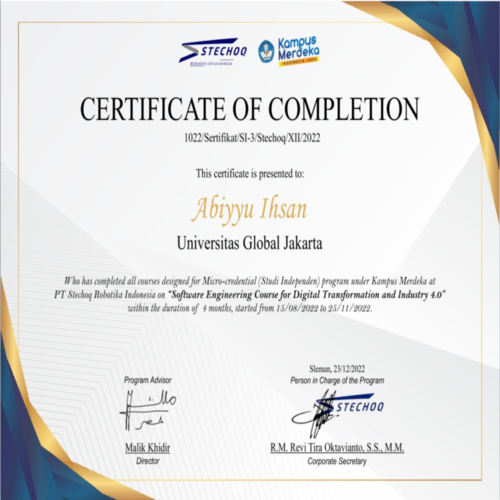 STECHOQ
Kampus
Merdeka
INDONESIA JAYA
CERTIFICATE OF COMPLETION
1022/Sertifikat/SI-3/Stechoq/XII/2022
This certificate is presented to:
Abiyyu Ihsan
Universitas Global Jakarta
Who has completed all courses designed for Micro-credential (Studi Independen) program under Kampus Merdeka at
PT Stechoq Robotika Indonesia on "Software Engineering Course for Digital Transformation and Industry 4.0"
within the duration of 4 months, started from 15/08/2022 to 25/11/2022.
Sleman, 23/12/2022
Program Advisor
Person in Charge of the Program
STECHOQ
Malik Khidir
Director
R.M. Revi Tira Oktavianto, S.S., M.M.
Corporate Secretary